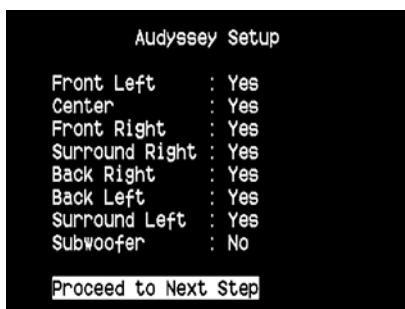 Audyssey Setup
Front Left : Yes
Center : Yes
Front Right : Yes
Surround Right : Yes
Back Right : Yes
Back Left : Yes
Surround Left : Yes
Subwoofer : No
Proceed to Next Step